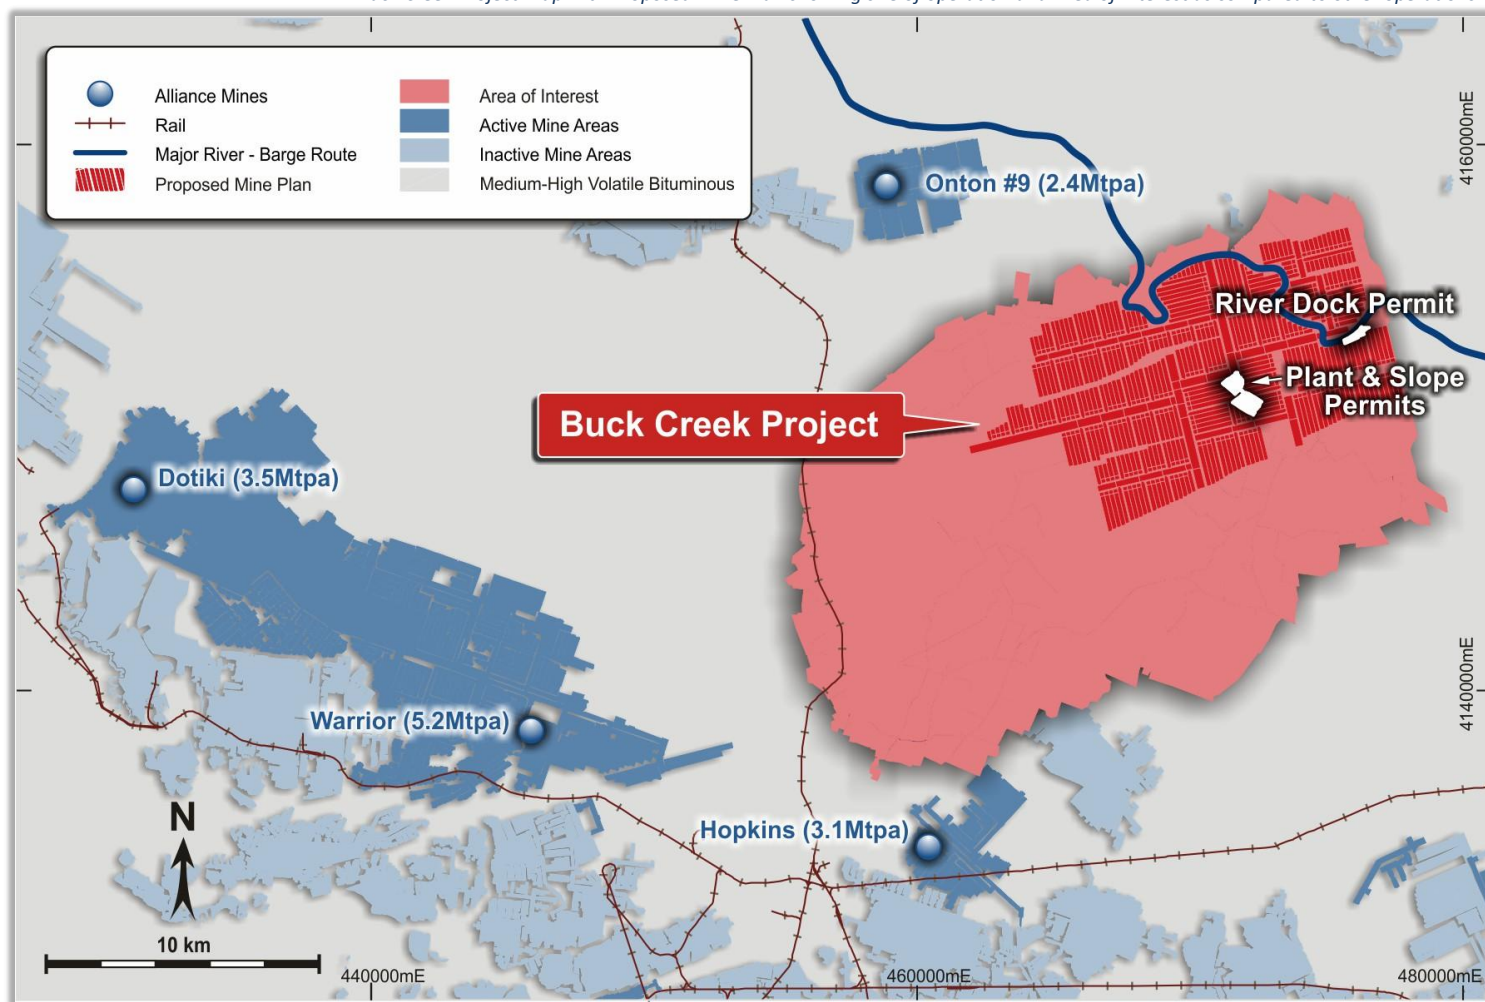 Alliance Mines
Rail
Major River - Barge Route
Proposed Mine Plan
Area of Interest
Active Mine Areas
Inactive Mine Areas
Medium-High Volatile Bituminous
4160000mE
Onton #9 (2.4Mtpa)
River Dock Permit
Plant & Slope
Permits
Buck Creek Project
Dotiki (3.5Mtpa)
4140000mE
Warrior (5.2Mtpa)
Hopkins (3.1Mtpa)
N
10 km
440000mE
460000mE
480000mE